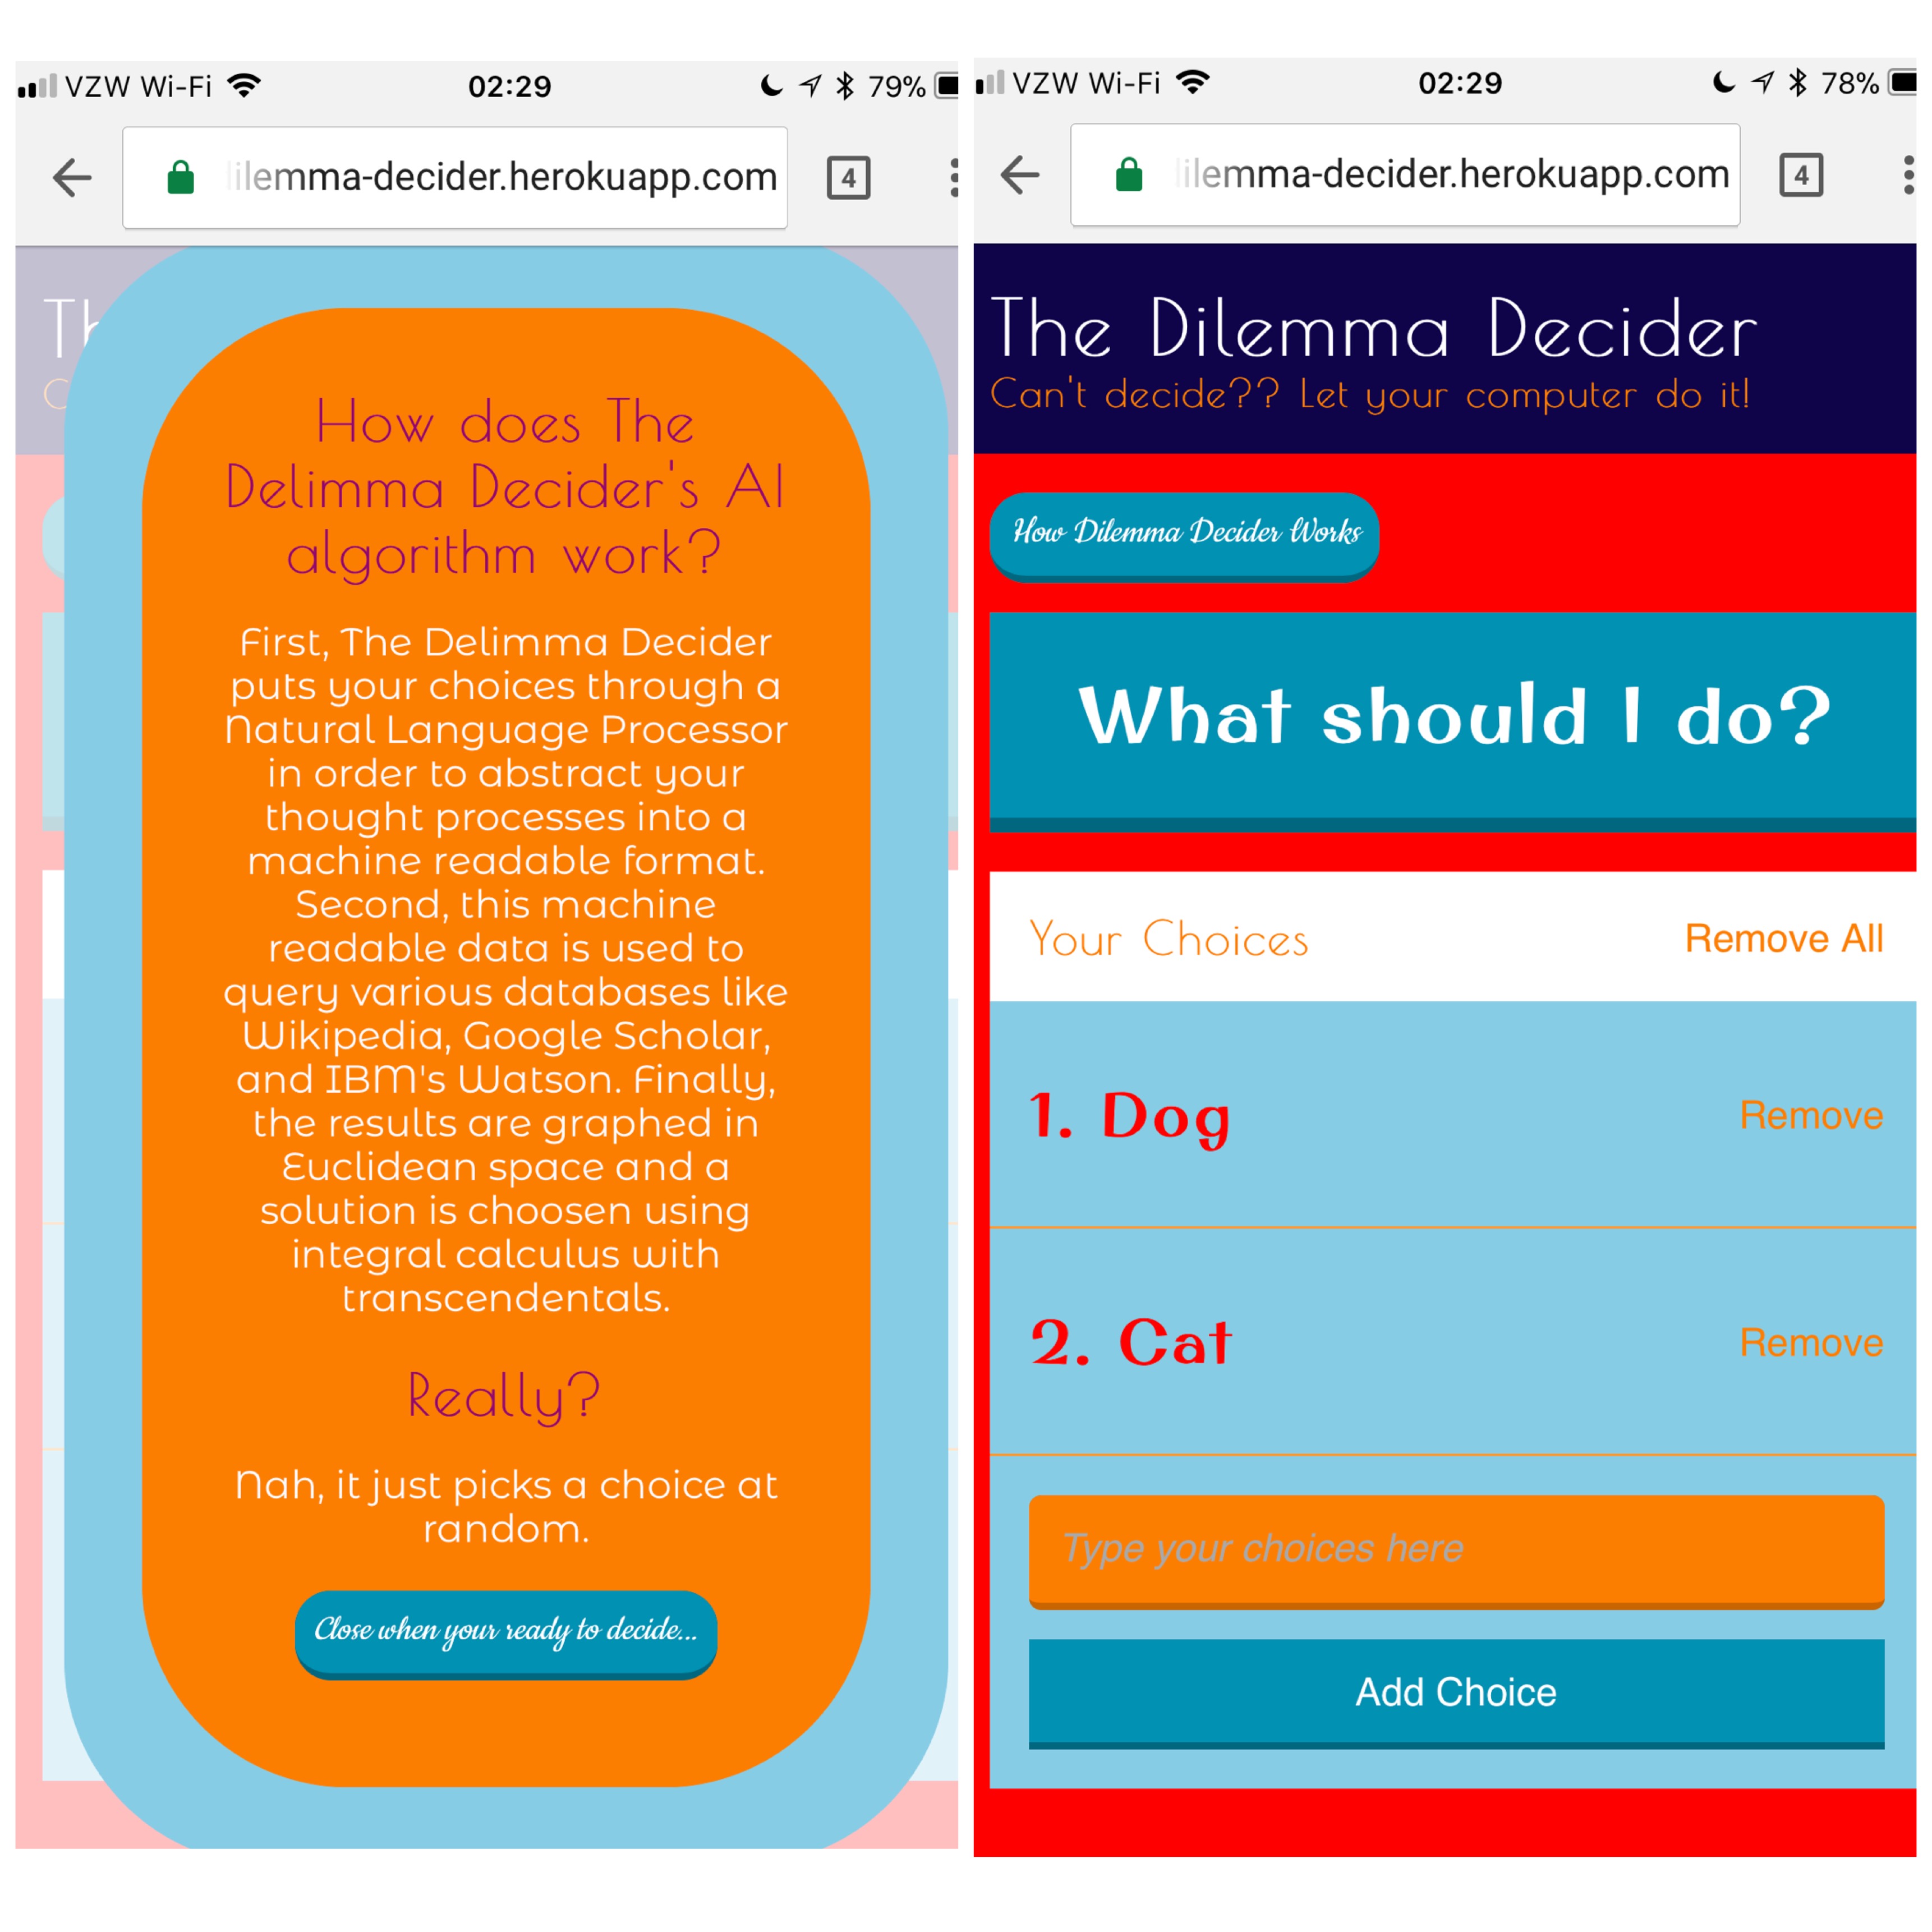 VZW Wi-Fi 02:29 79%
ilemma-decider.herokuapp.com 4
Th
C
How does The
Delimma Decider's AI
algorithm work?
First, The Delimma Decider
puts your choices through a
Natural Language Processor
in order to abstract your
thought processes into a
machine readable format.
Second, this machine
readable data is used to
query various databases like
Wikipedia, Google Scholar,
and IBM's Watson. Finally,
the results are graphed in
Euclidean space and a
solution is choosen using
integral calculus with
transcendentals.
Really?
Nah, it just picks a choice at
random.
Close when your ready to decide...
VZW Wi-Fi 02:29 78%
ilemma-decider.herokuapp.com 4
The Dilemma Decider
Can't decide?? Let your computer do it!
How Dilemma Decider Works
What should I do?
Your Choices Remove All
1. Dog Remove
2. Cat Remove
Type your choices here
Add Choice